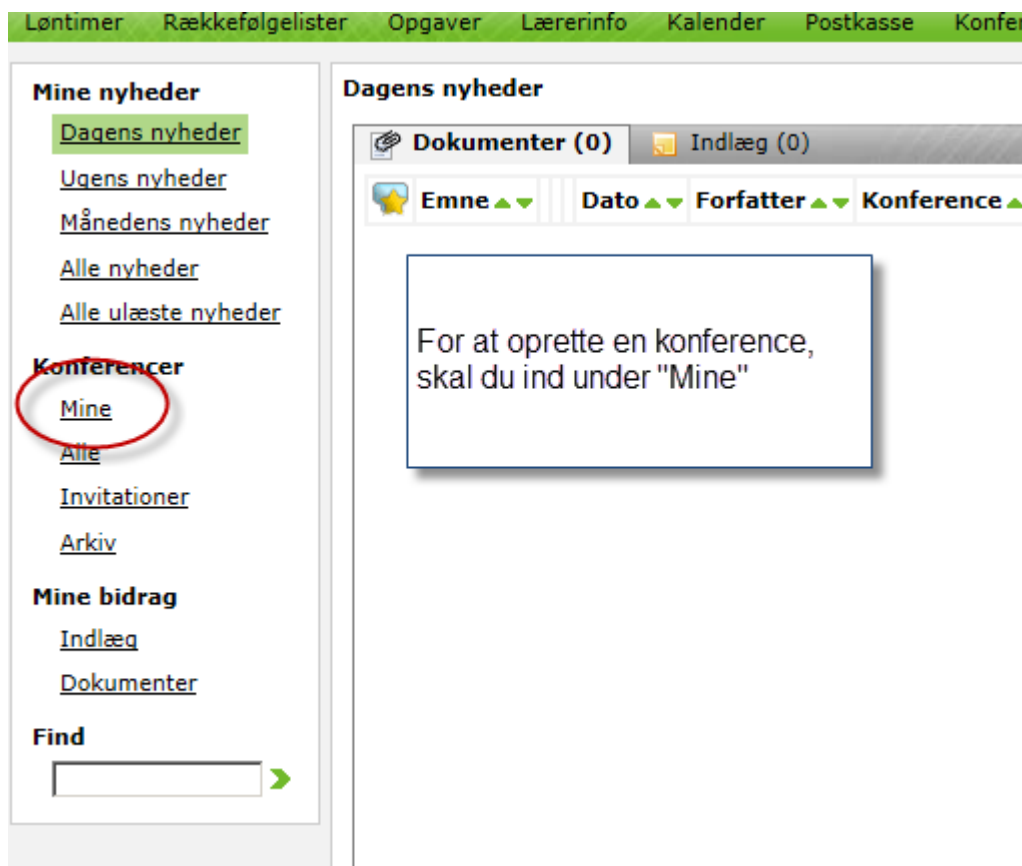 Løntimer Rækkefølgelister Opgaver Lærerinfo Kalender Postkasse Konfer
Mine nyheder
Dagens nyheder
Ugens nyheder
Månedens nyheder
Alle nyheder
Alle ulæste nyheder
Konferencer
Mine
Alle
Invitationer
Arkiv
Mine bidrag
Indlæg
Dokumenter
Find
Dagens nyheder
Dokumenter (0) Indlæg (0)
Emne Dato Forfatter Konference
For at oprette en konference,
skal du ind under "Mine"